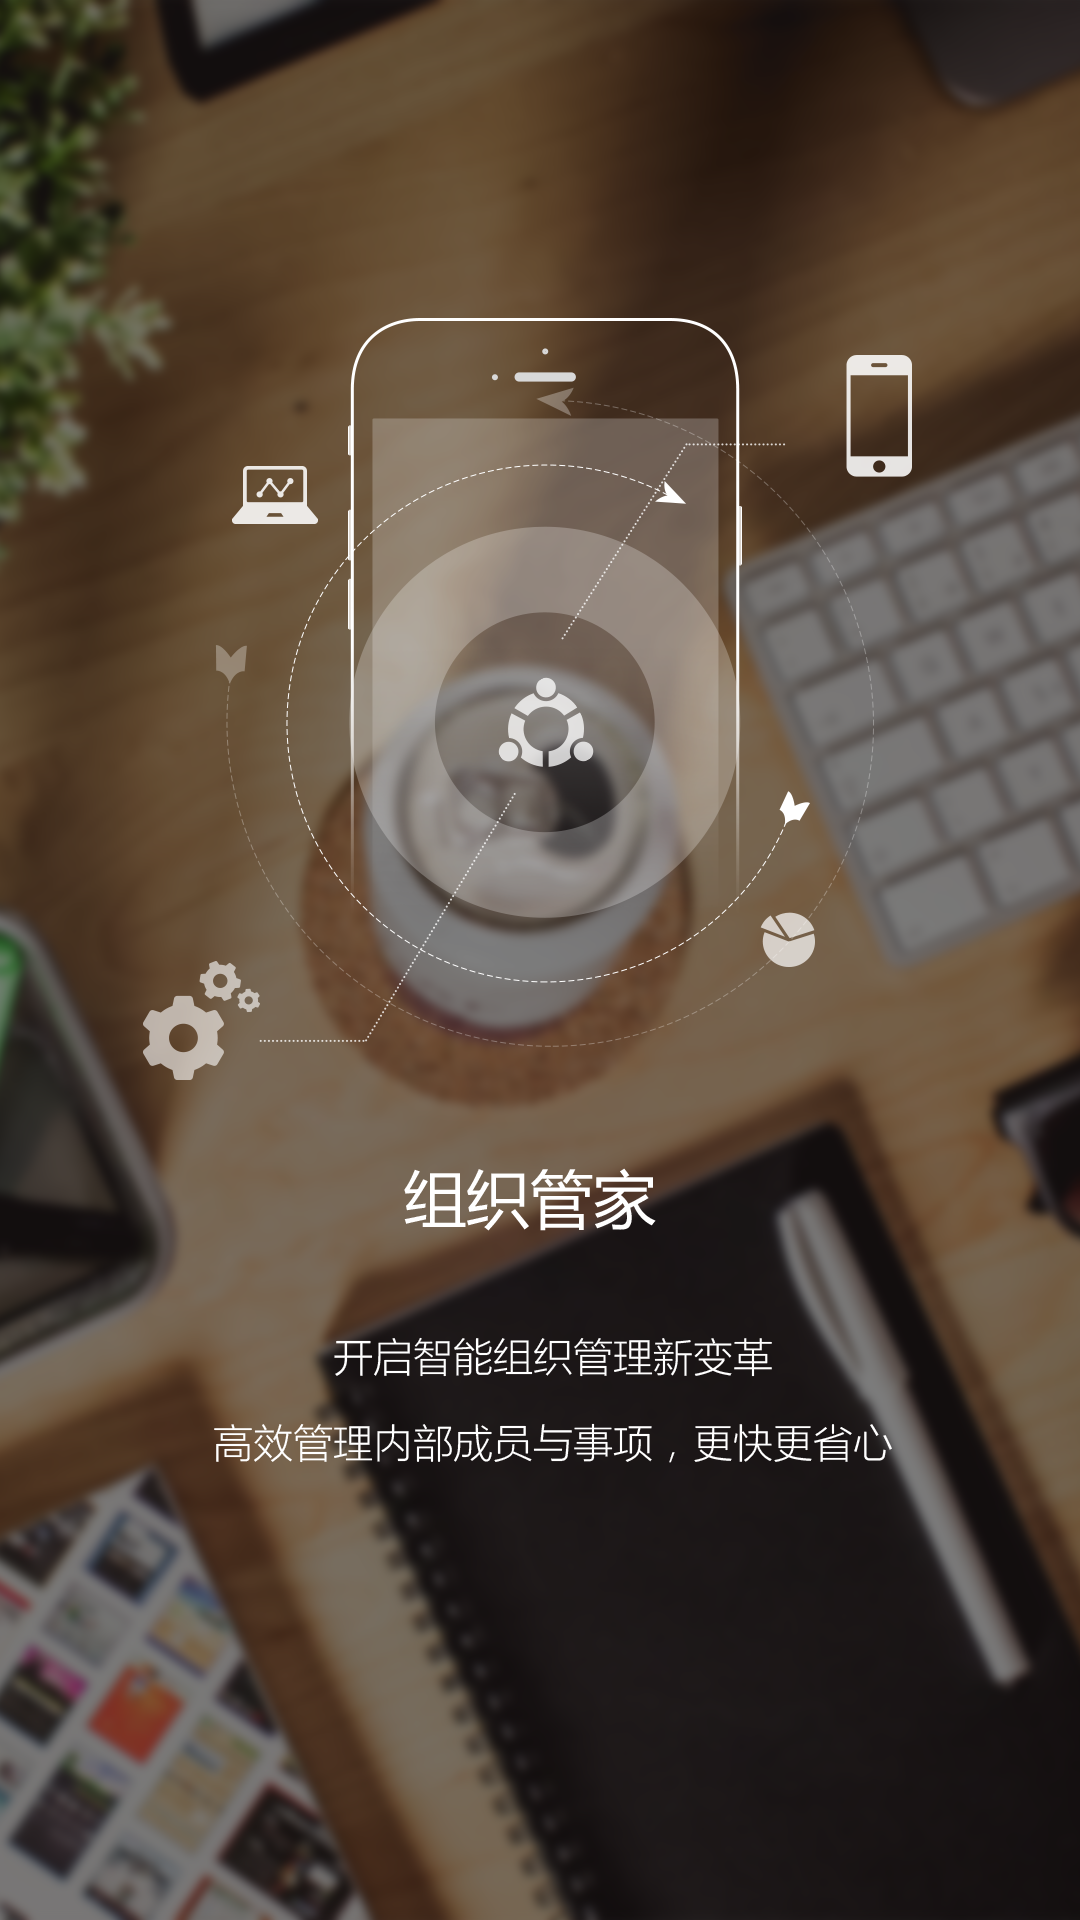 组织管家
开启智能组织管理新变革
高效管理内部成员与事项，更快更省心